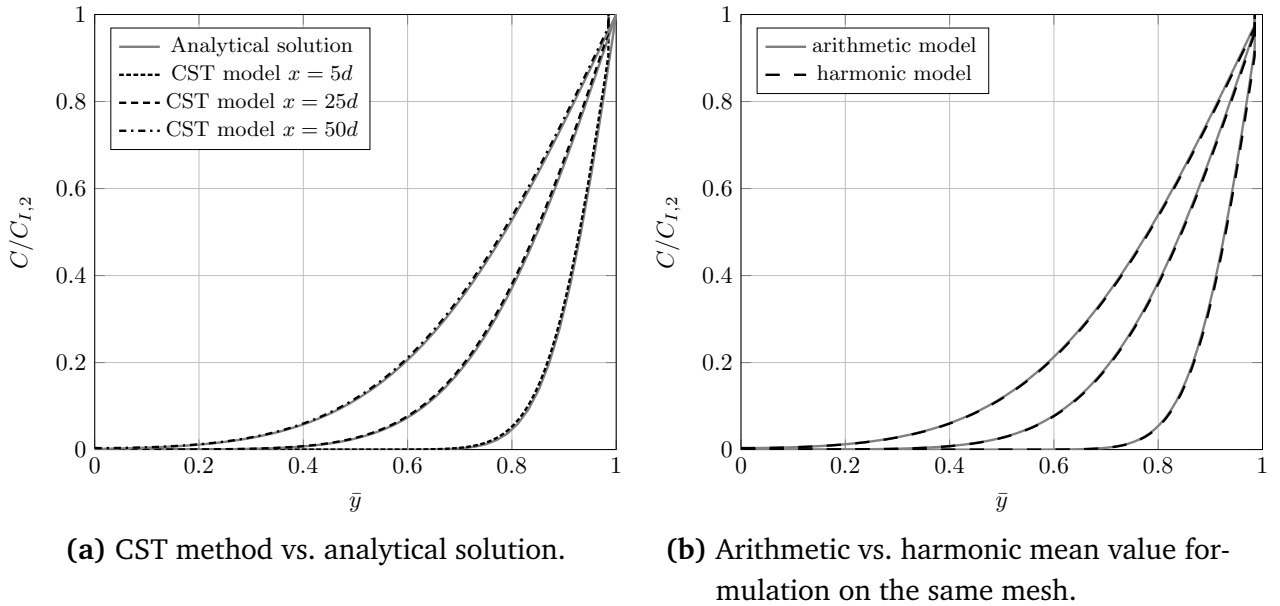 1
0.8
0.6
0.4
0.2
0
C/C_{I,2}
Analytical solution
CST model x = 5d
CST model x = 25d
CST model x = 50d
0 0.2 0.4 0.6 0.8 1
ȳ
(a) CST method vs. analytical solution.
1
0.8
0.6
0.4
0.2
0
C/C_{I,2}
arithmetic model
harmonic model
0 0.2 0.4 0.6 0.8 1
ȳ
(b) Arithmetic vs. harmonic mean value for-
mulation on the same mesh.